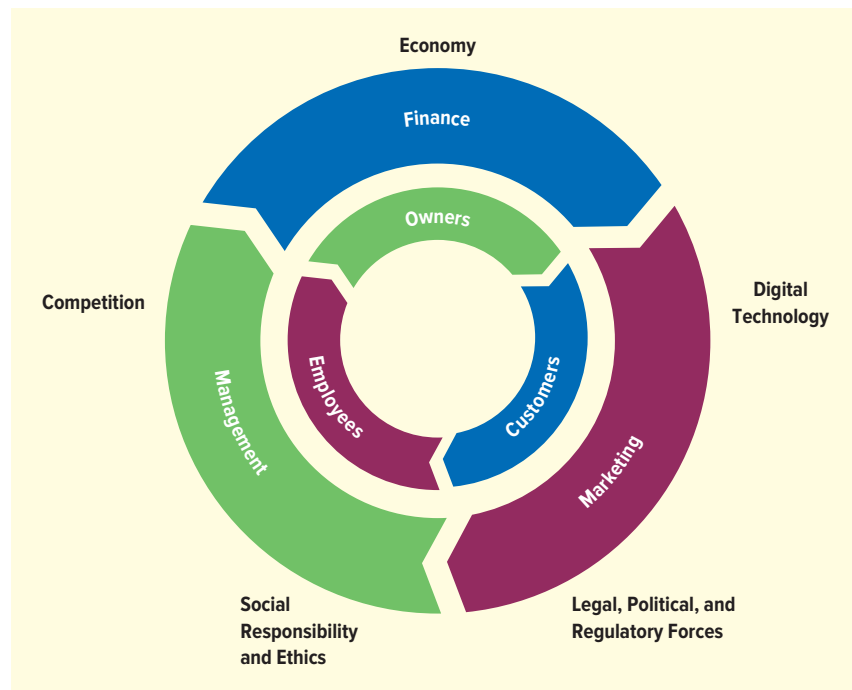 Economy
Finance
Owners
Competition
Digital
Technology
Employees
Customers
Management
Marketing
Social
Responsibility
and Ethics
Legal, Political, and
Regulatory Forces